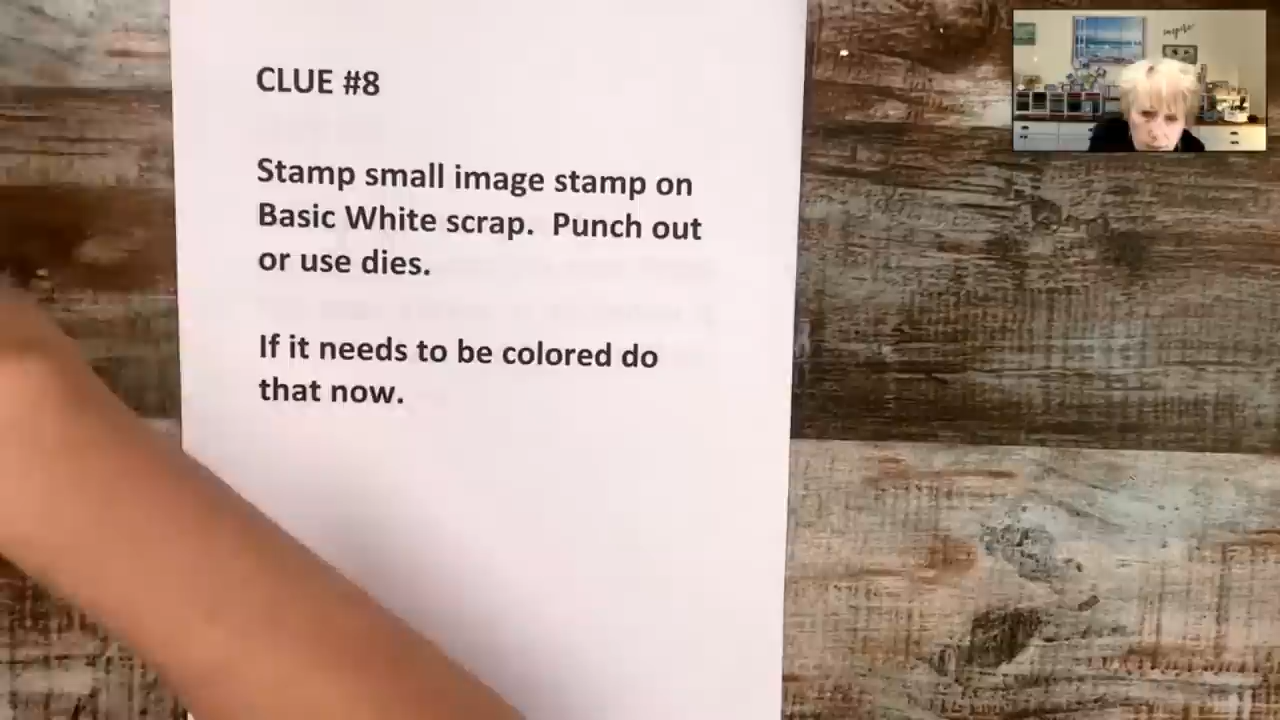 CLUE #8
Stamp small image stamp on
Basic White scrap. Punch out
or use dies.
If it needs to be colored do
that now.
inspire